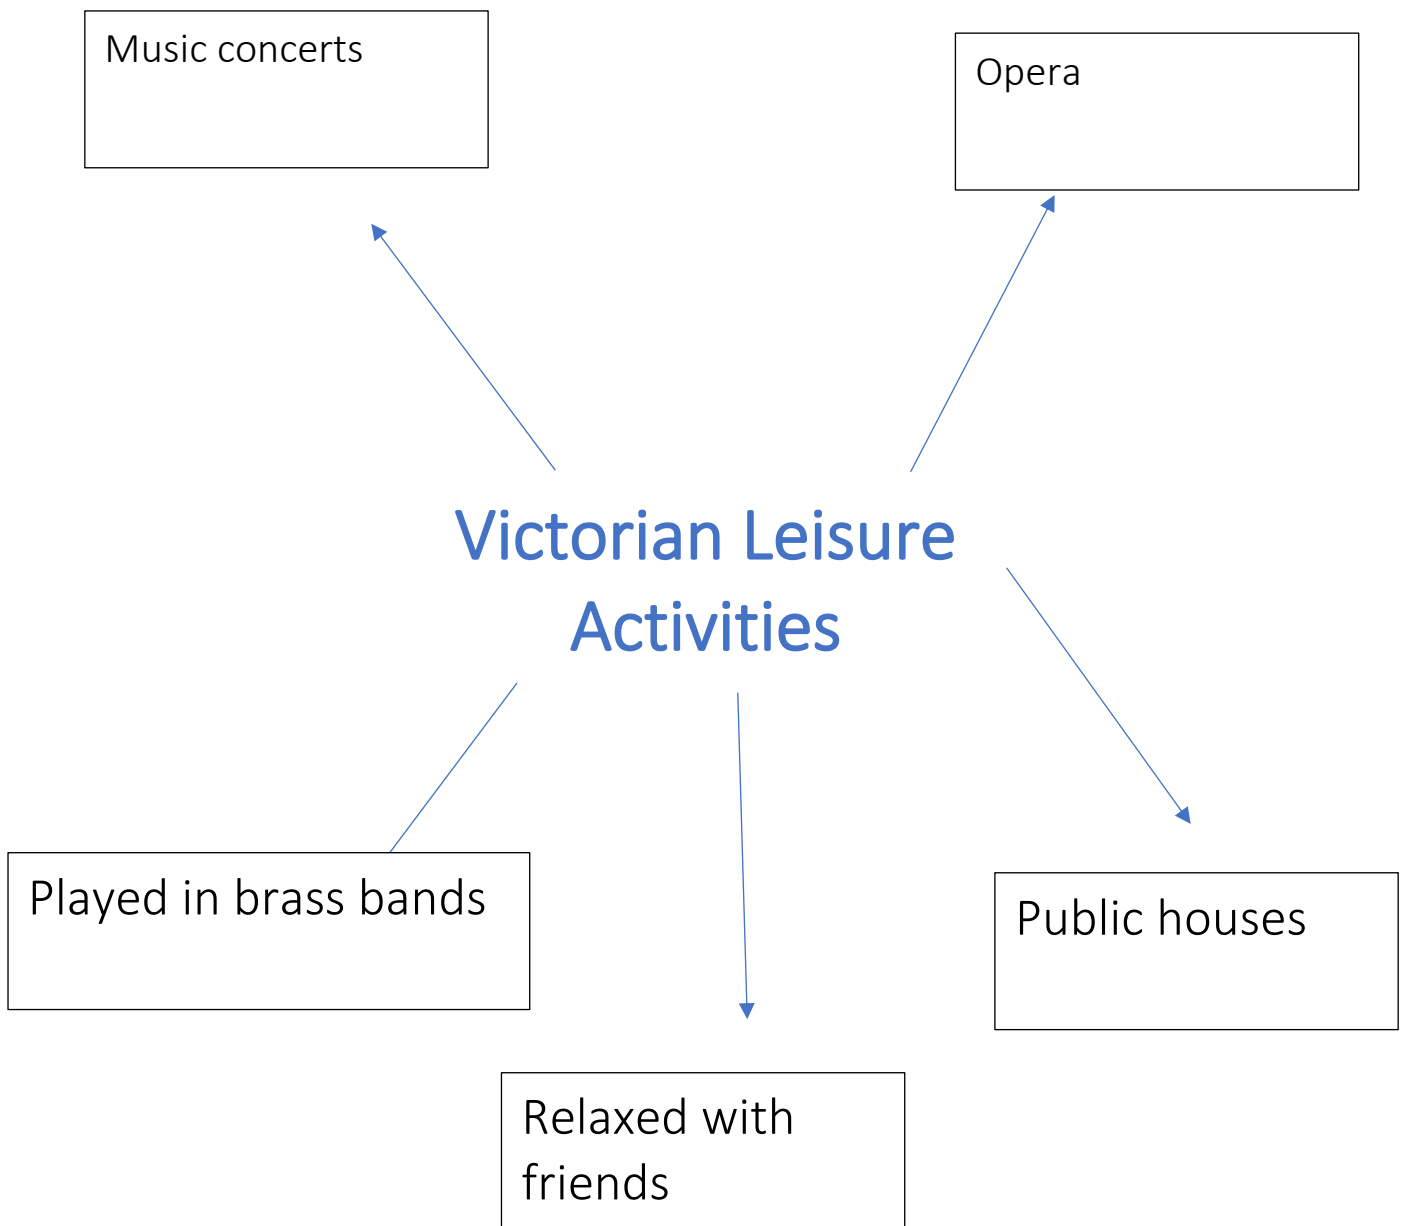 Music concerts
Opera
Victorian Leisure
Activities
Played in brass bands
Public houses
Relaxed with
friends